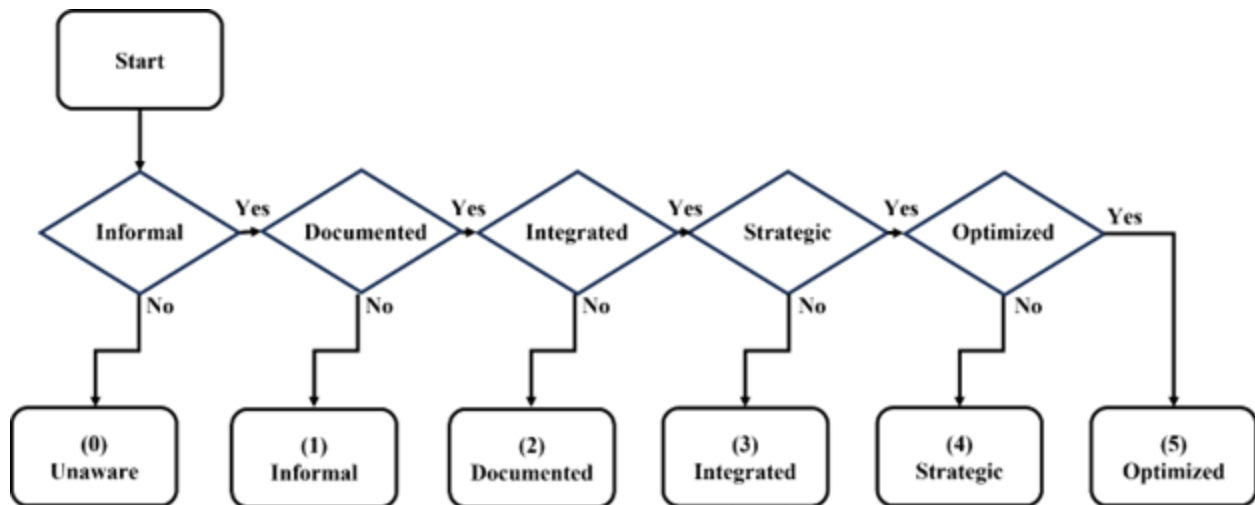 Start
Informal
Yes
Documented
Yes
Integrated
Yes
Strategic
Yes
Optimized
Yes
No
No
No
No
No
(0)
Unaware
(1)
Informal
(2)
Documented
(3)
Integrated
(4)
Strategic
(5)
Optimized